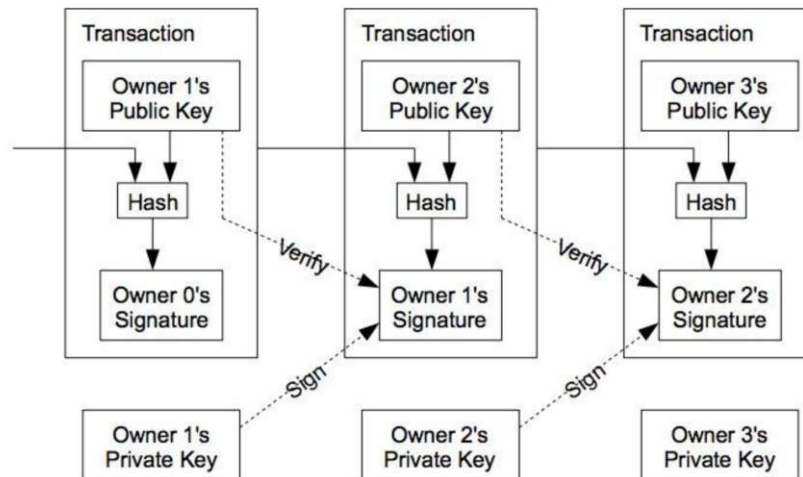 Transaction
Owner 1's
Public Key
Hash
Owner 0's
Signature
Transaction
Owner 2's
Public Key
Hash
Verify
Owner 1's
Signature
Sign
Transaction
Owner 3's
Public Key
Hash
Verify
Owner 2's
Signature
Sign
Owner 1's
Private Key
Owner 2's
Private Key
Owner 3's
Private Key